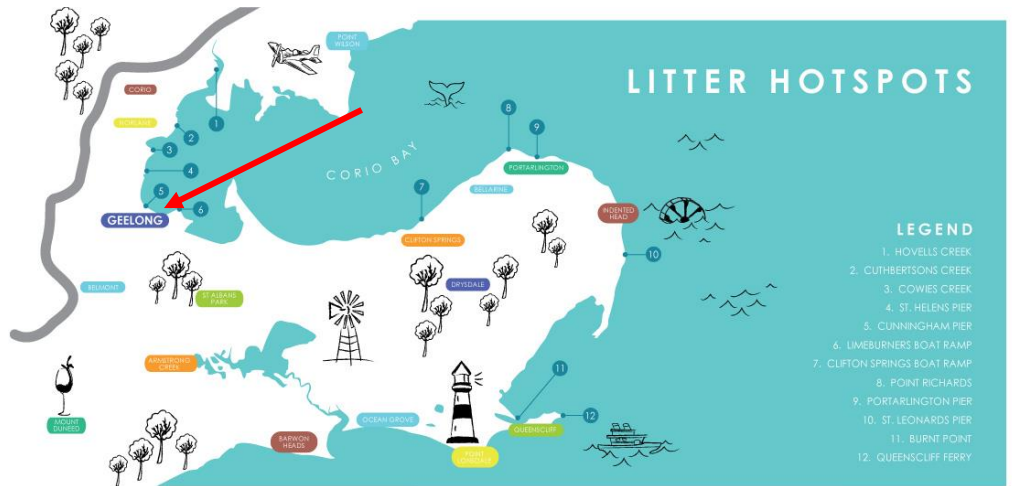 LITTER HOTSPOTS
POINT
WILSON
CORIO
NORLANE
1
2
3
4
5
6
GEELONG
CORIO BAY
7
8
9
PORTARLINGTON
BELLARINE
CLIFTON SPRINGS
INDENTED
HEAD
10
BELMONT
ST ALBANS
PARK
DRYSDALE
ARMSTRONG
CREEK
MOUNT
DUNEED
BARWON
HEADS
OCEAN GROVE
POINT
LONSDALE
QUEENSCLIFF
11
12
LEGEND
1. HOVELLS CREEK
2. CUTHBERTSONS CREEK
3. COWIES CREEK
4. ST. HELENS PIER
5. CUNNINGHAM PIER
6. LIMEBURNERS BOAT RAMP
7. CLIFTON SPRINGS BOAT RAMP
8. POINT RICHARDS
9. PORTARLINGTON PIER
10. ST. LEONARDS PIER
11. BURNT POINT
12. QUEENSCLIFF FERRY